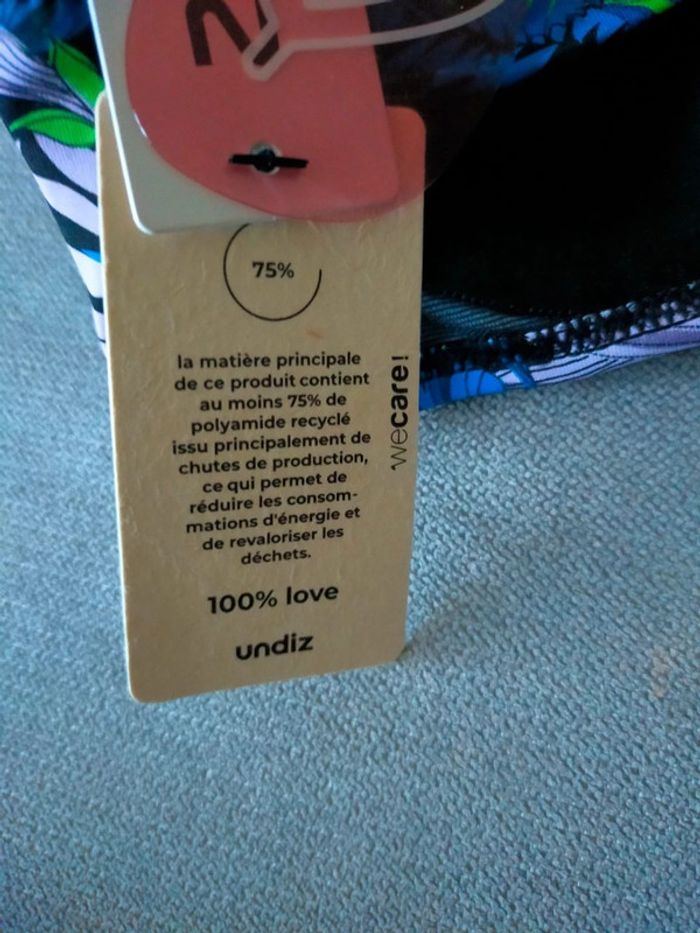 75%
la matière principale
de ce produit contient
au moins 75% de
polyamide recyclé
issu principalement de
chutes de production,
ce qui permet de
réduire les consom-
mations d'énergie et
de revaloriser les
déchets.
100% love
undiz
wecare!